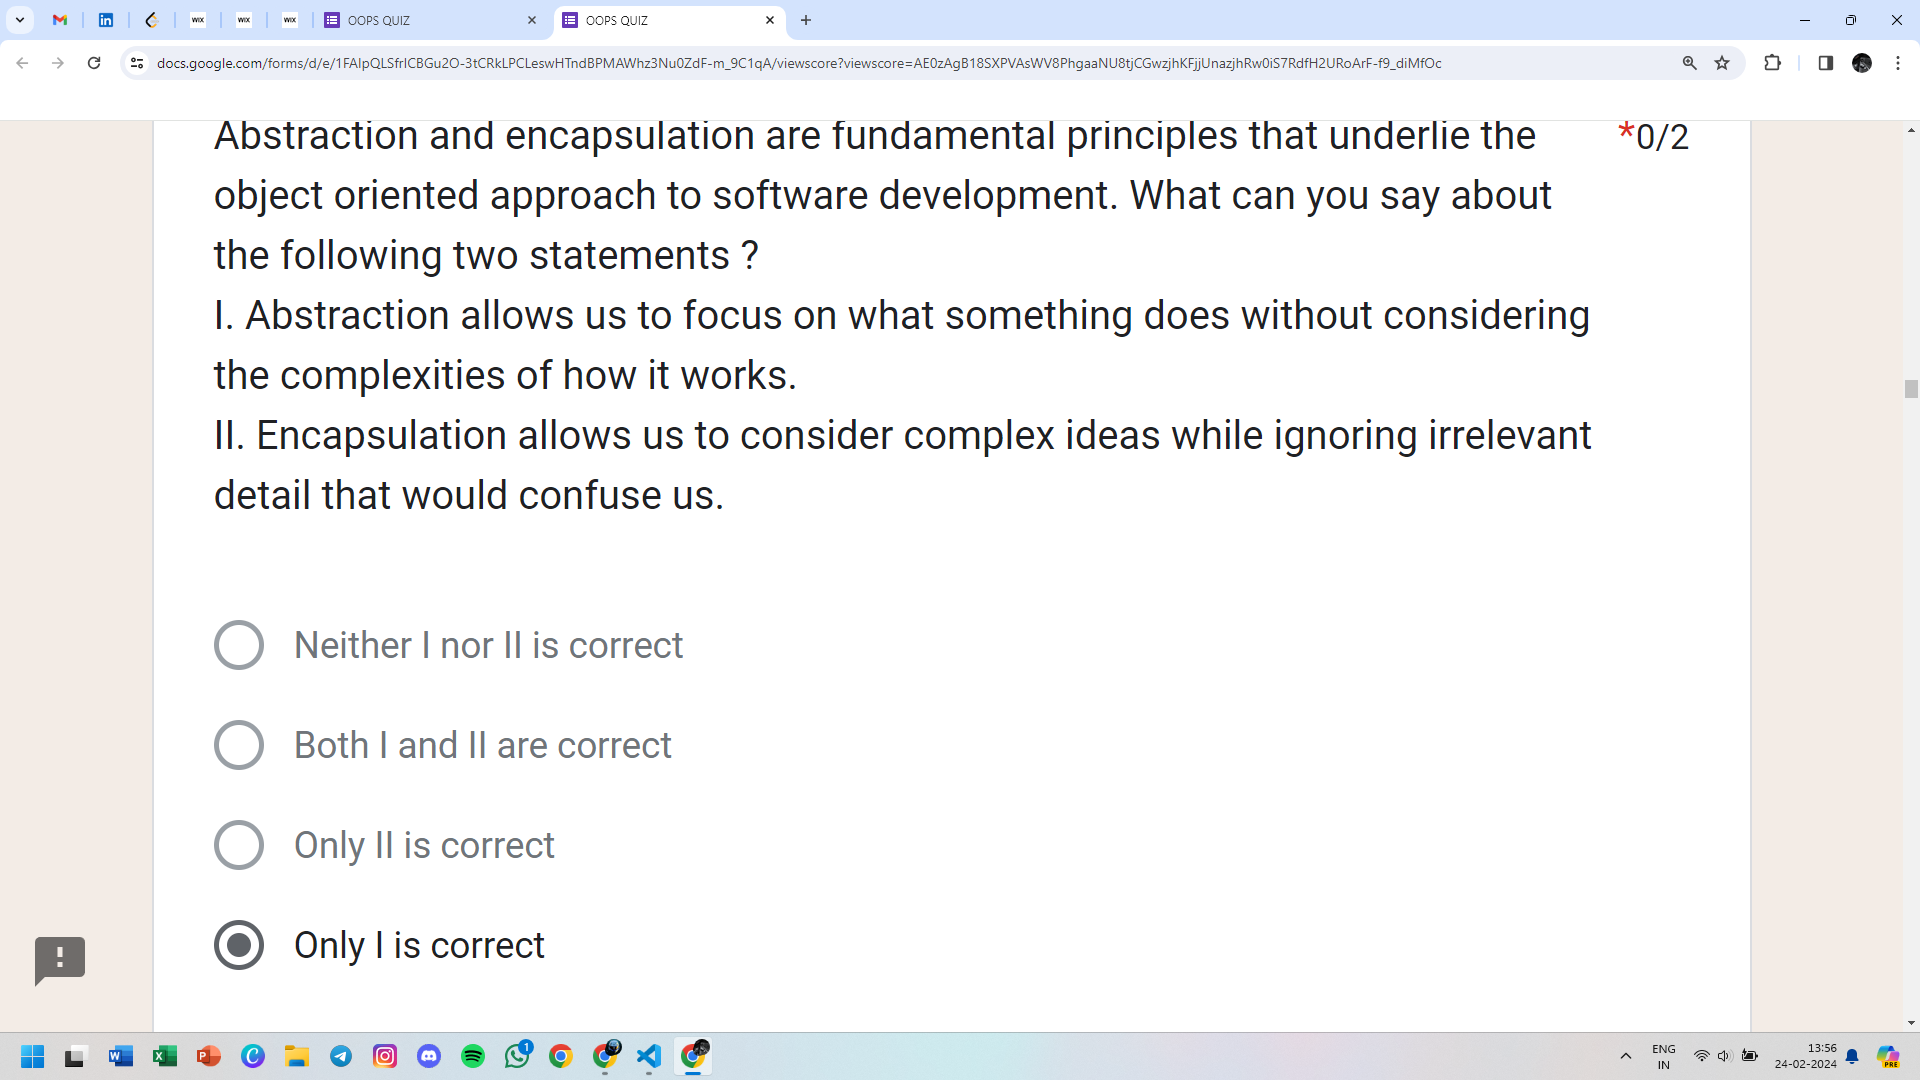 OOPS QUIZ
OOPS QUIZ
docs.google.com/forms/d/e/1FAIpQLSfrICBGu2O-3tCRkLPCLeswHTndBPMAWhz3Nu0ZdF-m_9C1qA/viewscore?viewscore=AE0zAgB18SXPVAsWV8PhgaaNU8tjCGwzjhKFjjUnazjhRw0iS7RdfH2URoArF-f9_diMfOc
Abstraction and encapsulation are fundamental principles that underlie the *0/2
object oriented approach to software development. What can you say about
the following two statements ?
I. Abstraction allows us to focus on what something does without considering
the complexities of how it works.
II. Encapsulation allows us to consider complex ideas while ignoring irrelevant
detail that would confuse us.
Neither I nor II is correct
Both I and II are correct
Only II is correct
Only I is correct
ENG
IN
13:56
24-02-2024